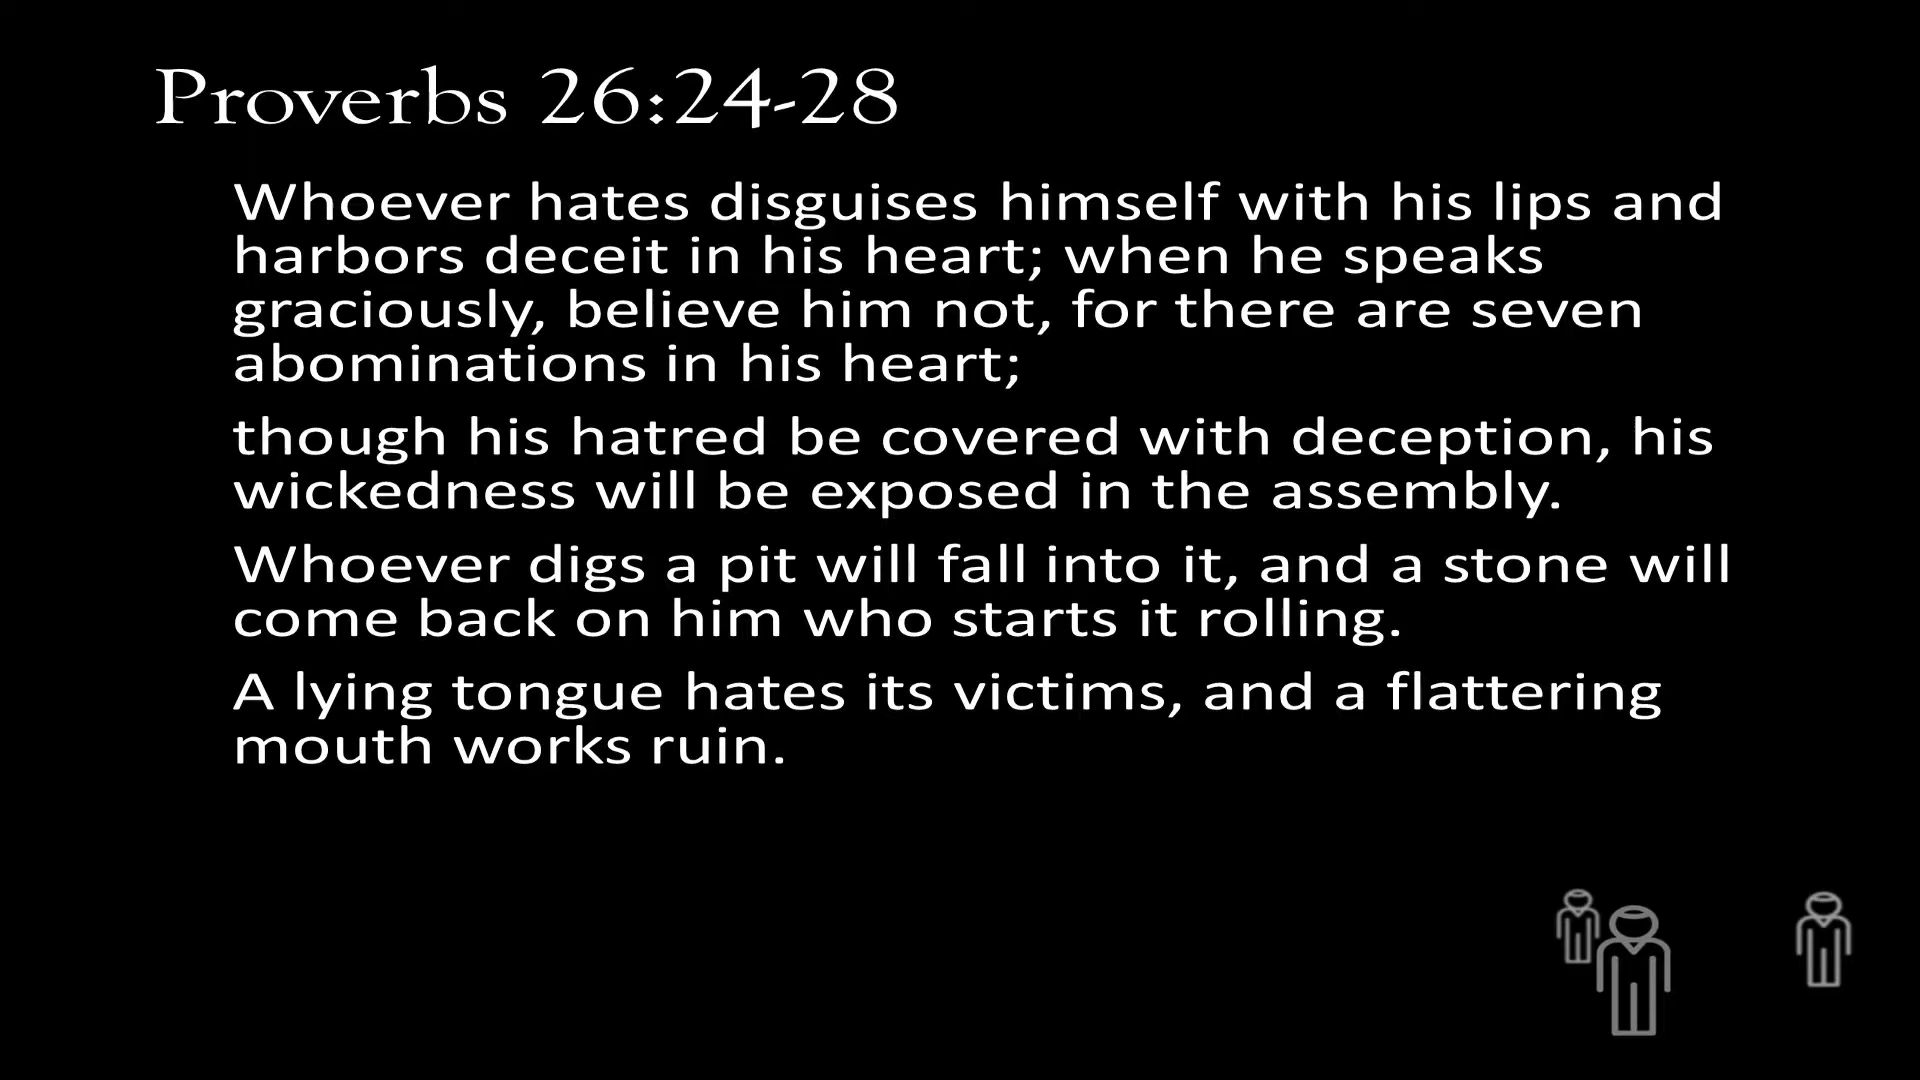 Proverbs 26:24-28
Whoever hates disguises himself with his lips and
harbors deceit in his heart; when he speaks
graciously, believe him not, for there are seven
abominations in his heart;
though his hatred be covered with deception, his
wickedness will be exposed in the assembly.
Whoever digs a pit will fall into it, and a stone will
come back on him who starts it rolling.
A lying tongue hates its victims, and a flattering
mouth works ruin.